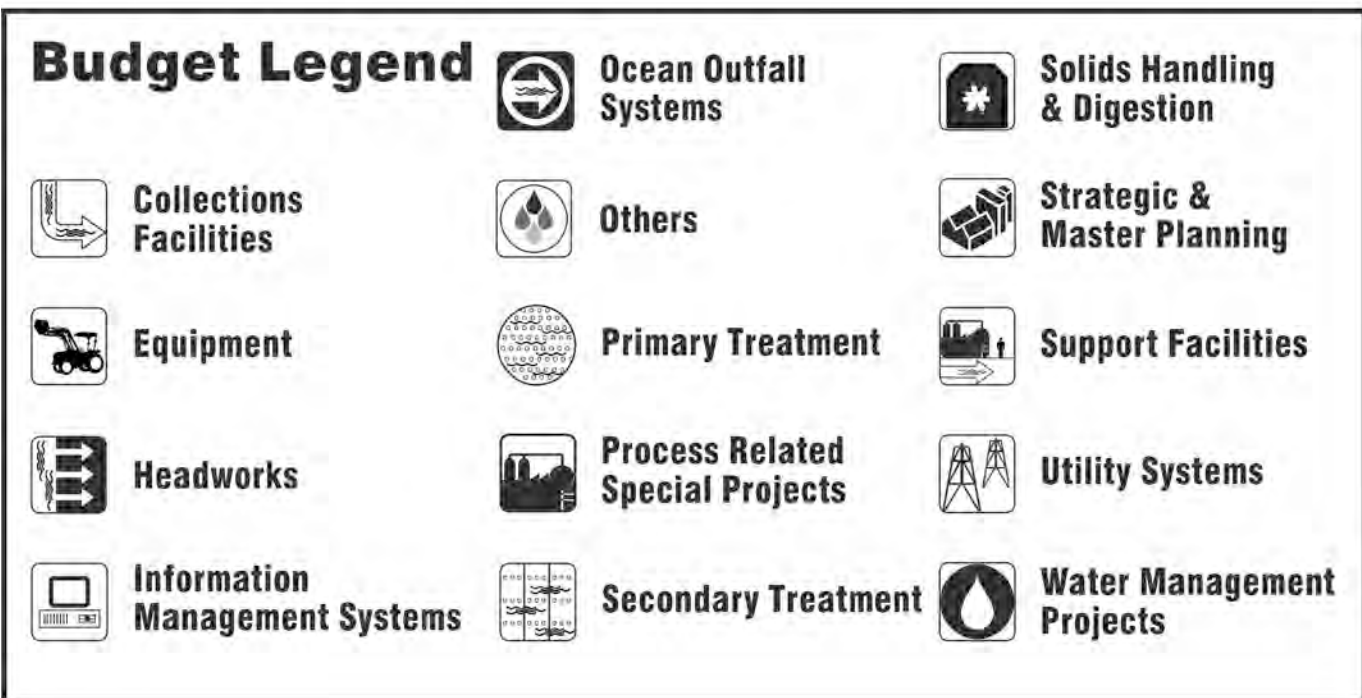 Budget Legend
Collections
Facilities
Equipment
Headworks
Information
Management Systems
Ocean Outfall
Systems
Others
Primary Treatment
Process Related
Special Projects
Secondary Treatment
Solids Handling
& Digestion
Strategic &
Master Planning
Support Facilities
Utility Systems
Water Management
Projects